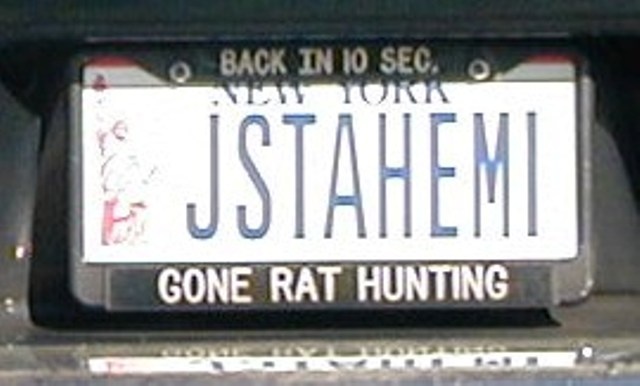 BACK IN 10 SEC.
NEW YORK
JSTAHEMI
GONE RAT HUNTING